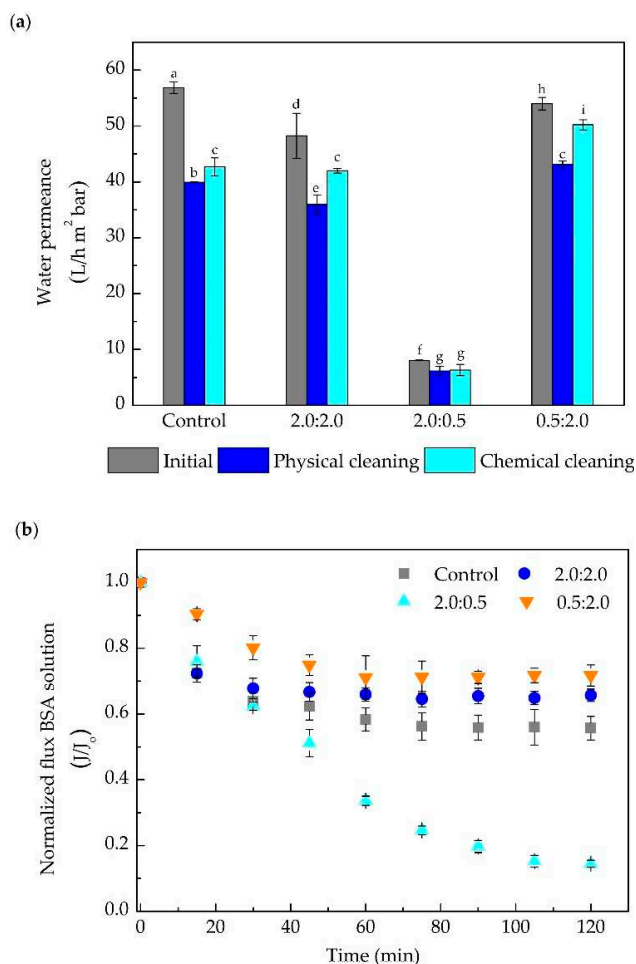 (a)
60
50
40
30
20
10
0
Water permeance
(L/h m² bar)
a
b
c
d
e
c
f
g
g
h
c
i
Control 2.0:2.0 2.0:0.5 0.5:2.0
Initial Physical cleaning Chemical cleaning
(b)
1.0
0.8
0.6
0.4
0.2
0.0
Normalized flux BSA solution
(J/Jo)
Control 2.0:2.0
2.0:0.5 0.5:2.0
0 20 40 60 80 100 120
Time (min)